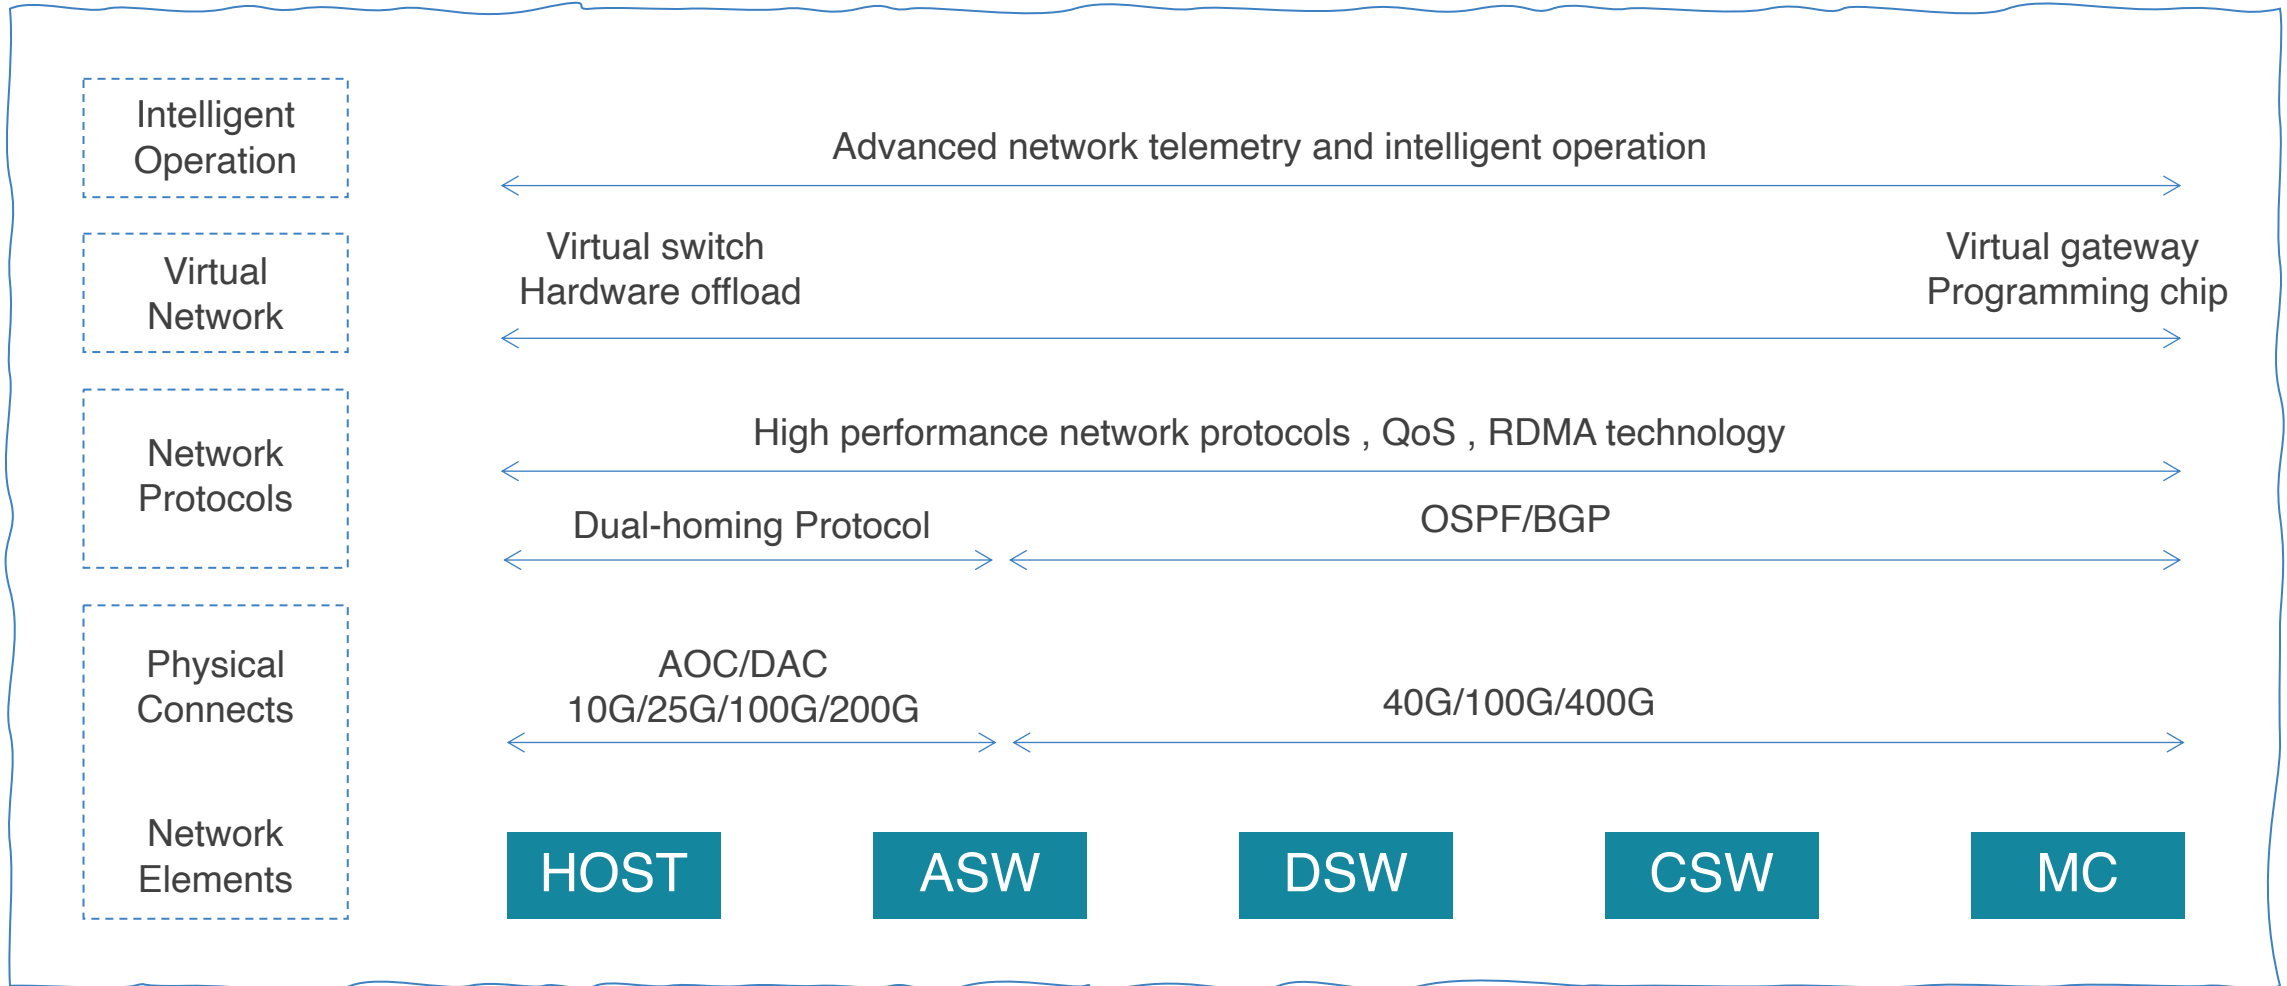 Intelligent
Operation
Advanced network telemetry and intelligent operation
Virtual
Network
Virtual switch
Hardware offload
Virtual gateway
Programming chip
Network
Protocols
High performance network protocols , QoS , RDMA technology
Dual-homing Protocol
OSPF/BGP
Physical
Connects
AOC/DAC
10G/25G/100G/200G
40G/100G/400G
Network
Elements
HOST
ASW
DSW
CSW
MC